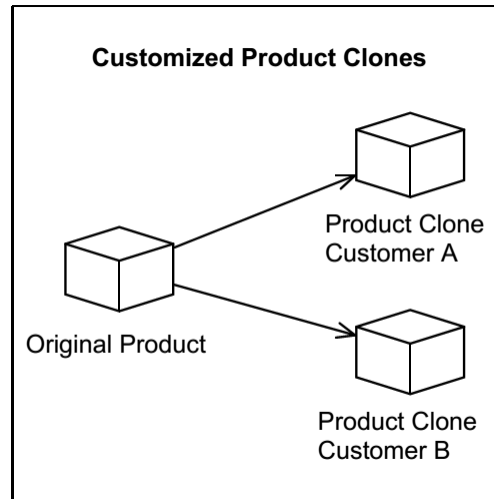 Customized Product Clones
Product Clone
Customer A
Original Product
Product Clone
Customer B